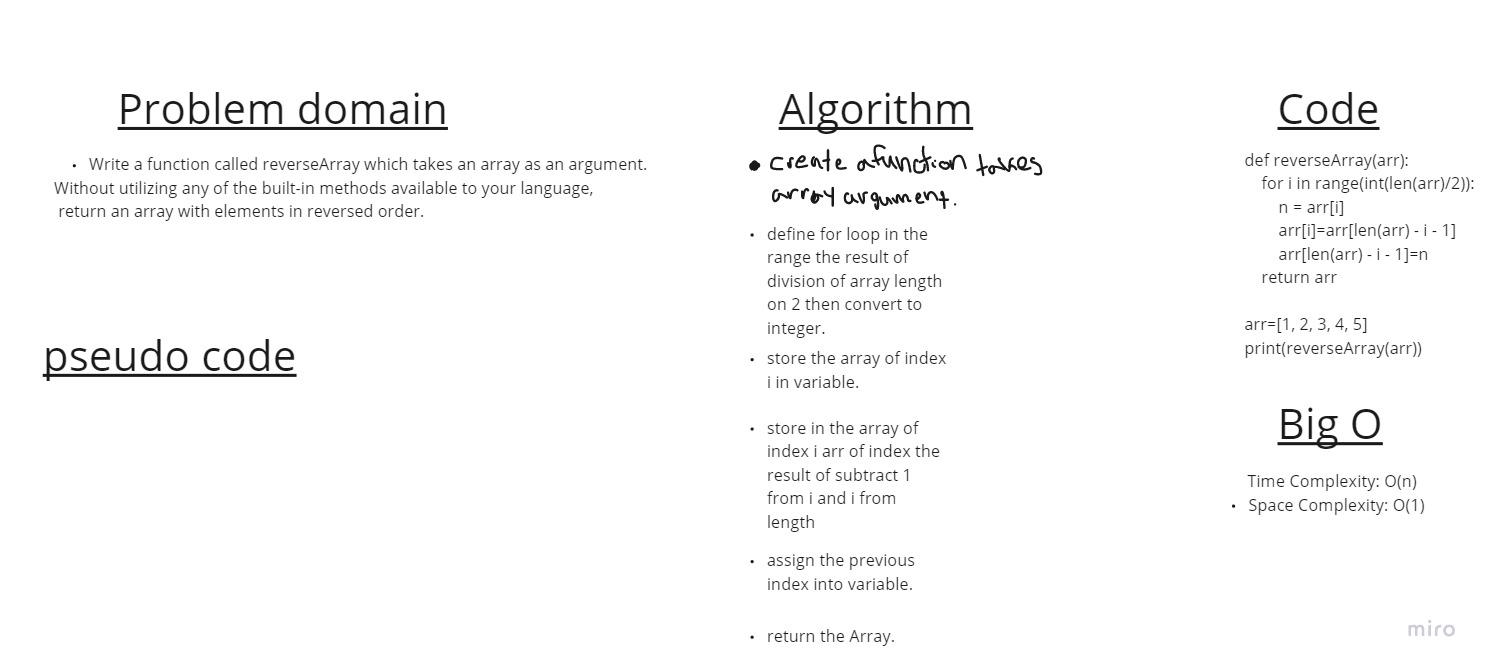 Problem domain
• Write a function called reverseArray which takes an array as an argument.
Without utilizing any of the built-in methods available to your language,
return an array with elements in reversed order.
pseudo code
Algorithm
• create a function takes
array argument.
• define for loop in the
range the result of
division of array length
on 2 then convert to
integer.
• store the array of index
i in variable.
• store in the array of
index i arr of index the
result of subtract 1
from i and i from
length
• assign the previous
index into variable.
• return the Array.
Code
def reverseArray(arr):
for i in range(int(len(arr)/2)):
n = arr[i]
arr[i]=arr[len(arr) - i - 1]
arr[len(arr) - i - 1]=n
return arr
arr=[1, 2, 3, 4, 5]
print(reverseArray(arr))
Big O
Time Complexity: O(n)
• Space Complexity: O(1)
miro